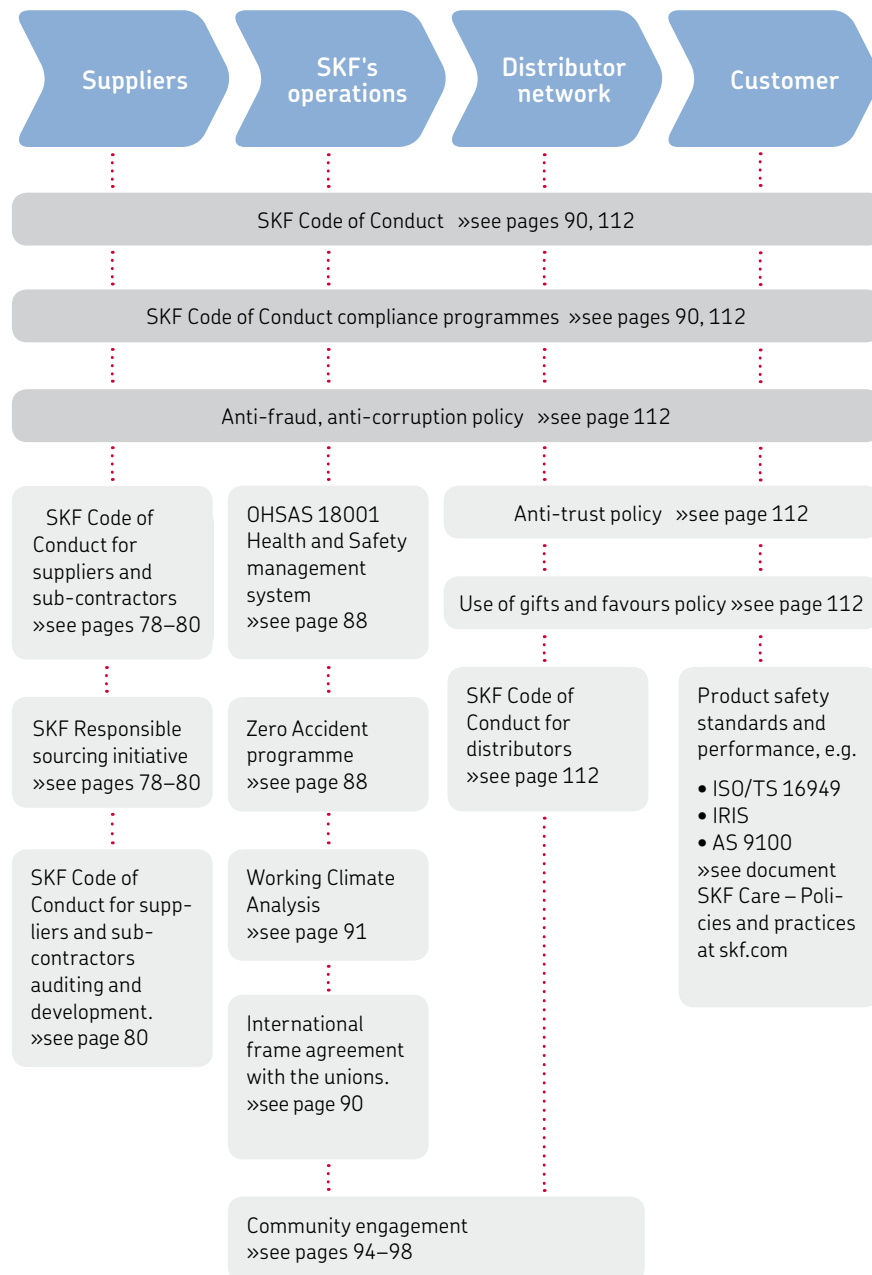 Suppliers
SKF's
operations
Distributor
network
Customer
SKF Code of Conduct »see pages 90, 112
SKF Code of Conduct compliance programmes »see pages 90, 112
Anti-fraud, anti-corruption policy »see page 112
SKF Code of
Conduct for
suppliers and
sub-contractors
»see pages 78–80
SKF Responsible
sourcing initiative
»see pages 78–80
SKF Code of
Conduct for supp-
liers and sub-
contractors
auditing and
development.
»see page 80
OHSAS 18001
Health and Safety
management
system
»see page 88
Zero Accident
programme
»see page 88
Working Climate
Analysis
»see page 91
International
frame agreement
with the unions.
»see page 90
Anti-trust policy »see page 112
Use of gifts and favours policy »see page 112
SKF Code of
Conduct for
distributors
»see page 112
Product safety
standards and
performance, e.g.
• ISO/TS 16949
• IRIS
• AS 9100
»see document
SKF Care – Poli-
cies and practices
at skf.com
Community engagement
»see pages 94–98